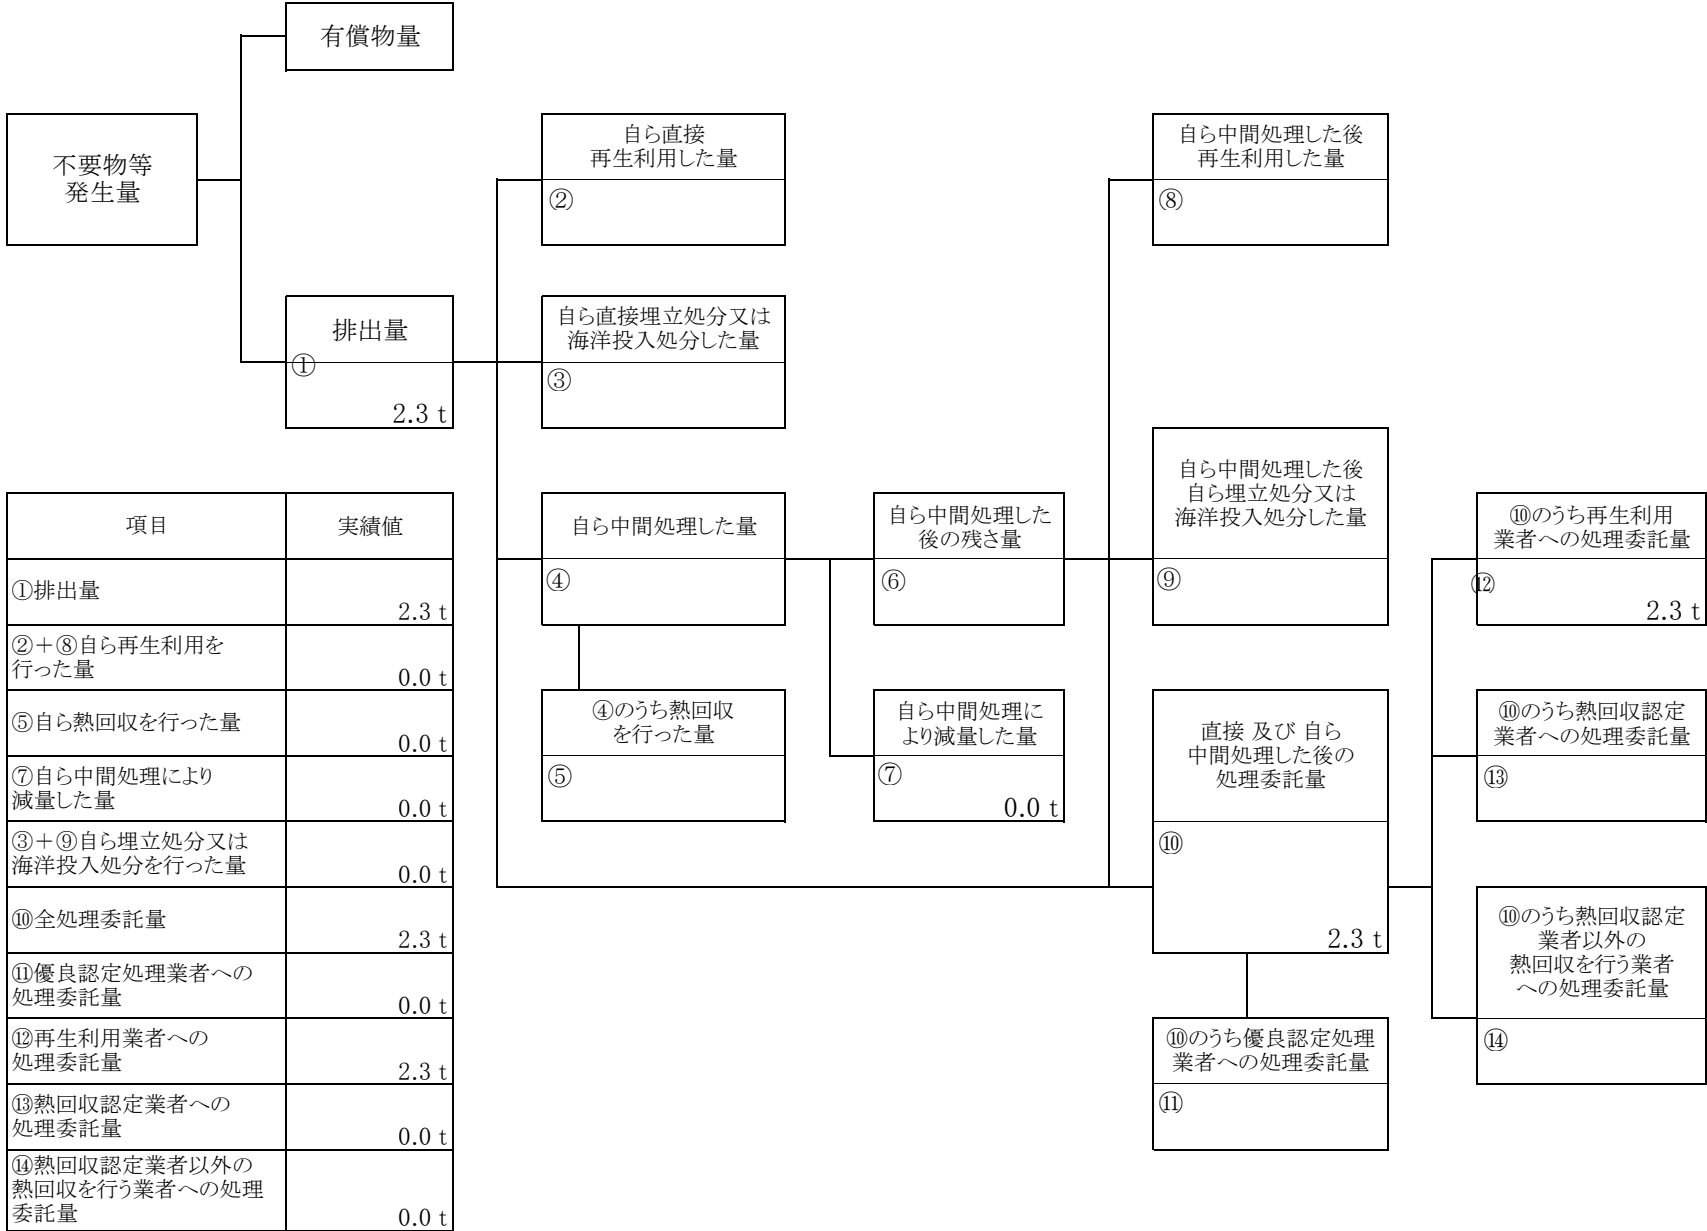 有償物量
不要物等
発生量
自ら直接
再生利用した量
②
自ら中間処理した後
再生利用した量
⑧
排出量
①
2.3 t
自ら直接埋立処分又は
海洋投入処分した量
③
自ら中間処理した量
④
自ら中間処理した
後の残さ量
⑥
自ら中間処理した後
自ら埋立処分又は
海洋投入処分した量
⑨
⑩のうち再生利用
業者への処理委託量
⑫
2.3 t
④のうち熱回収
を行った量
⑤
自ら中間処理に
より減量した量
⑦
0.0 t
直接 及び 自ら
中間処理した後の
処理委託量
⑩
2.3 t
⑩のうち熱回収認定
業者への処理委託量
⑬
⑩のうち熱回収認定
業者以外の
熱回収を行う業者
への処理委託量
⑭
⑩のうち優良認定処理
業者への処理委託量
⑪
項目 実績値
①排出量
2.3 t
②+⑧自ら再生利用を
行った量
0.0 t
⑤自ら熱回収を行った量
0.0 t
⑦自ら中間処理により
減量した量
0.0 t
③+⑨自ら埋立処分又は
海洋投入処分を行った量
0.0 t
⑩全処理委託量
2.3 t
⑪優良認定処理業者への
処理委託量
0.0 t
⑫再生利用業者への
処理委託量
2.3 t
⑬熱回収認定業者への
処理委託量
0.0 t
⑭熱回収認定業者以外の
熱回収を行う業者への処理
委託量
0.0 t